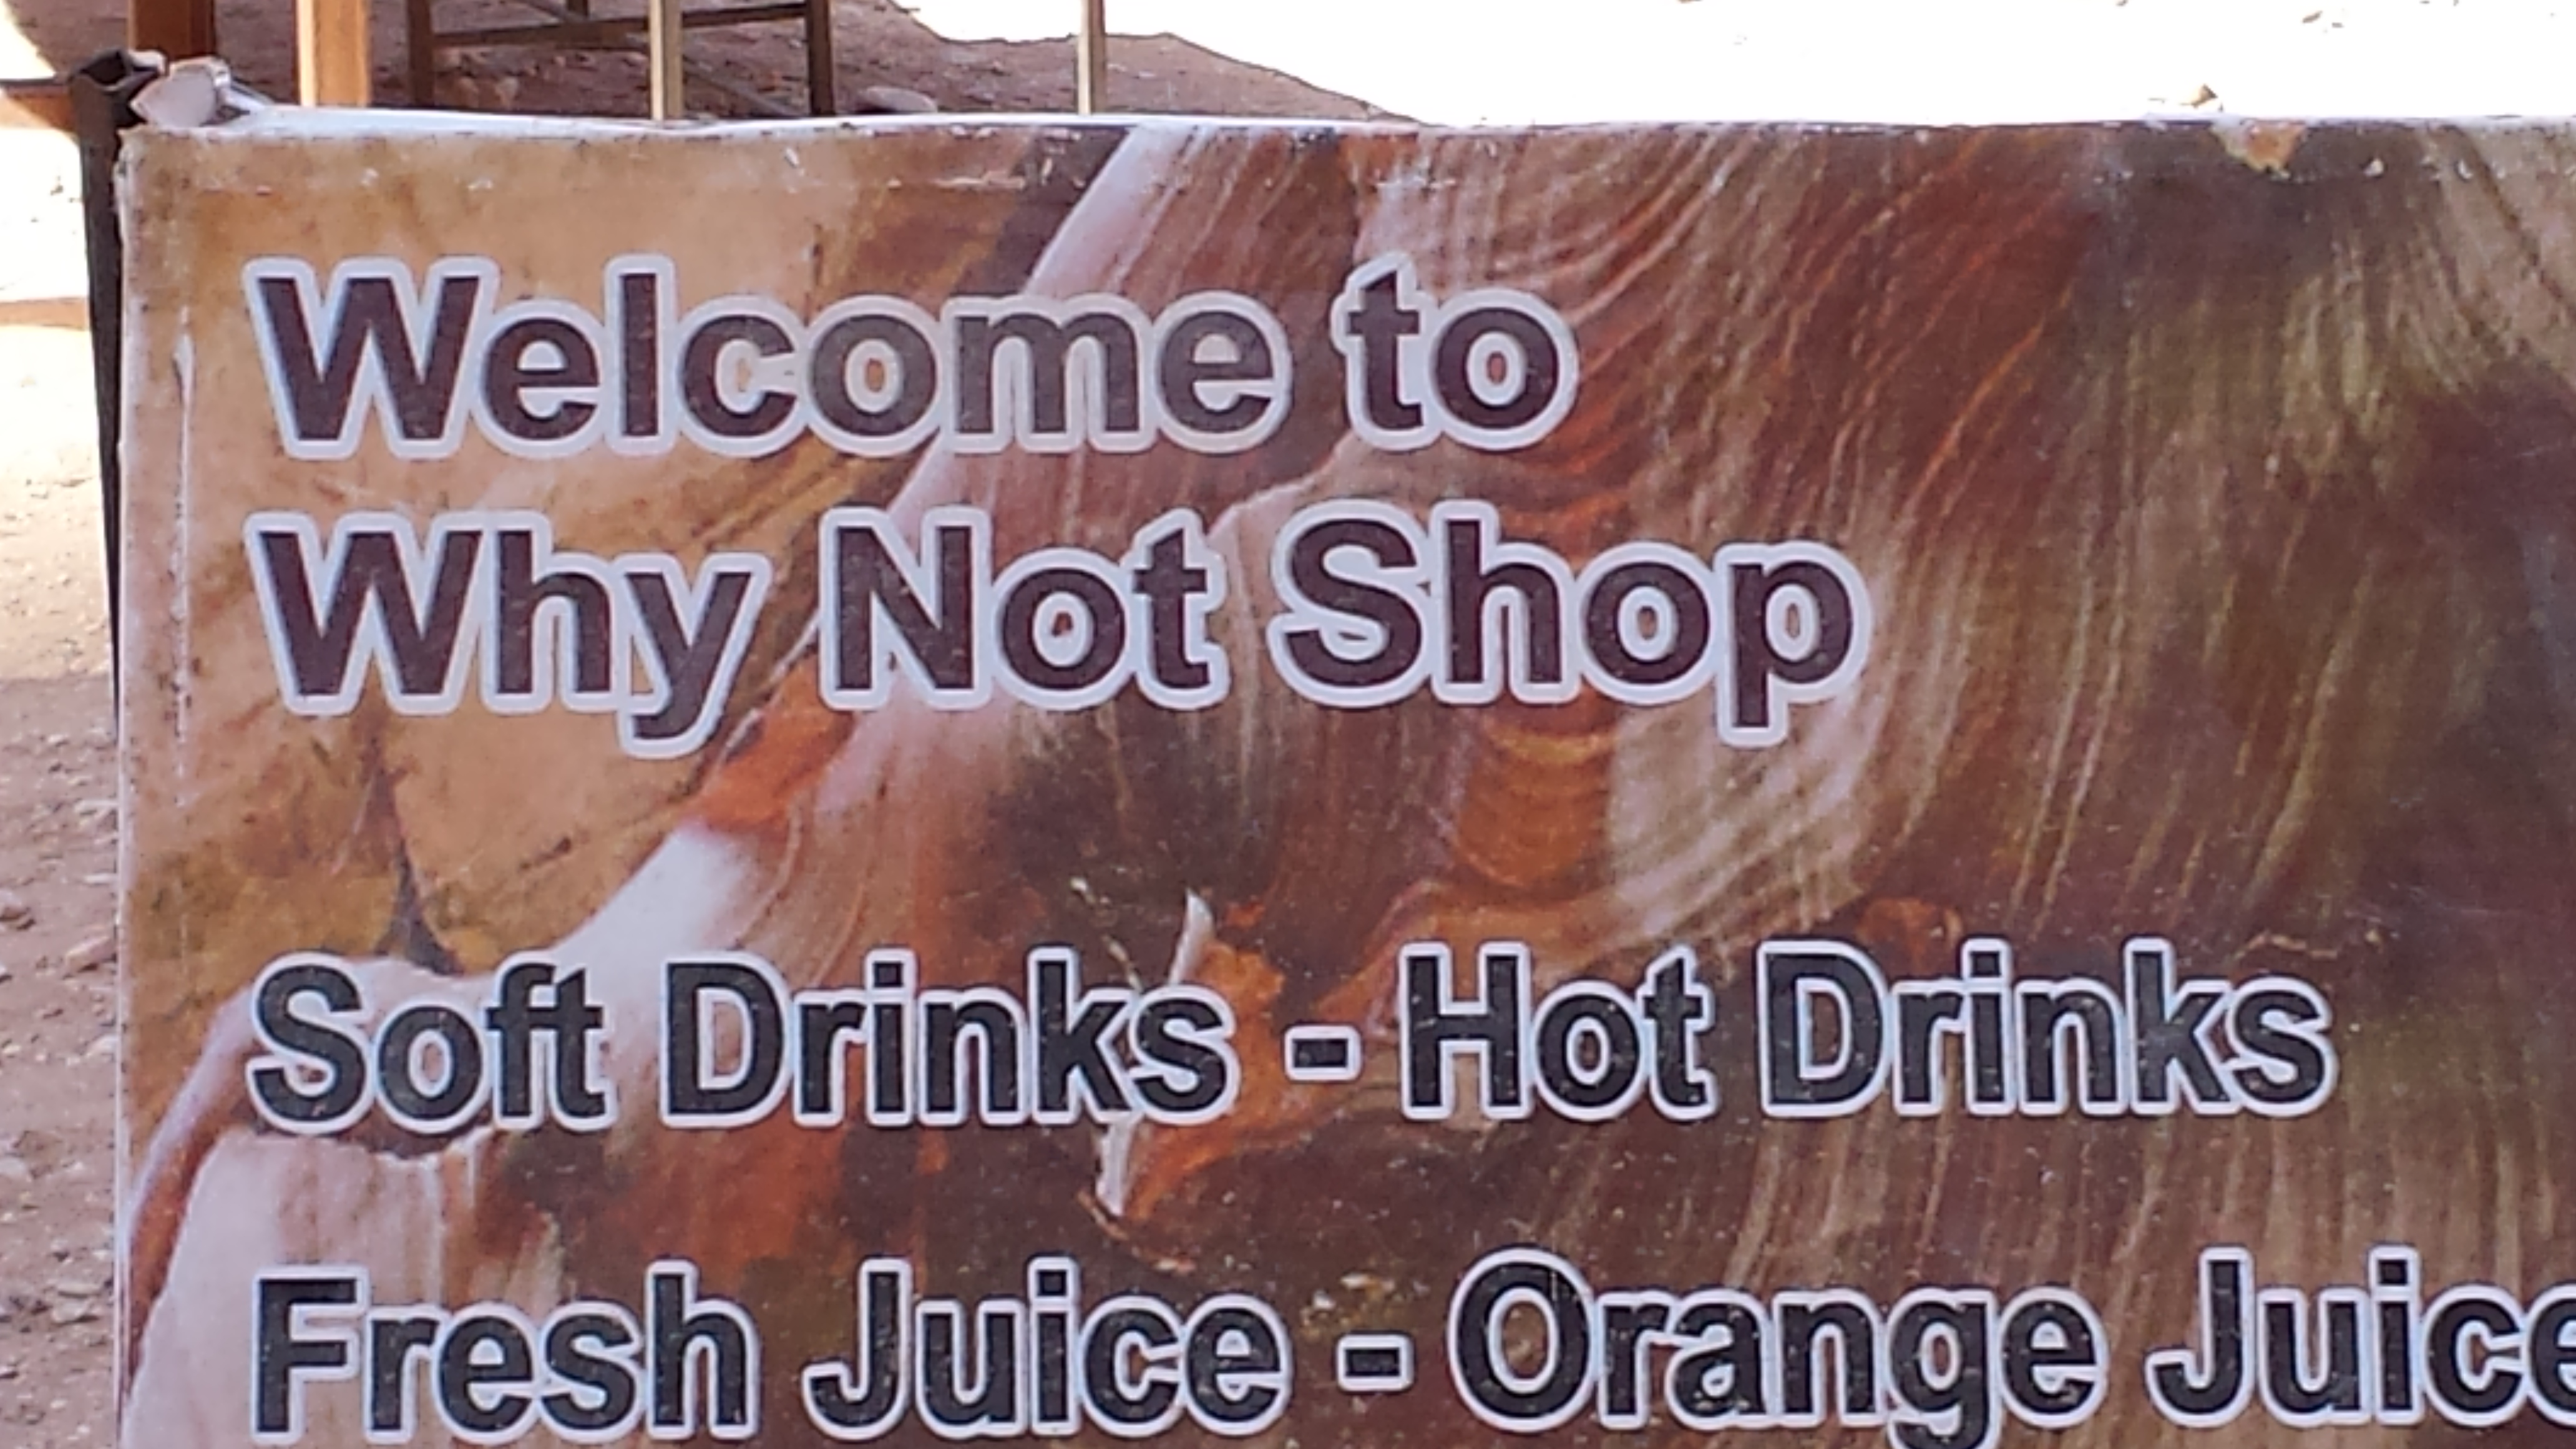 Welcome to
Why Not Shop
Soft Drinks - Hot Drinks
Fresh Juice - Orange Juice